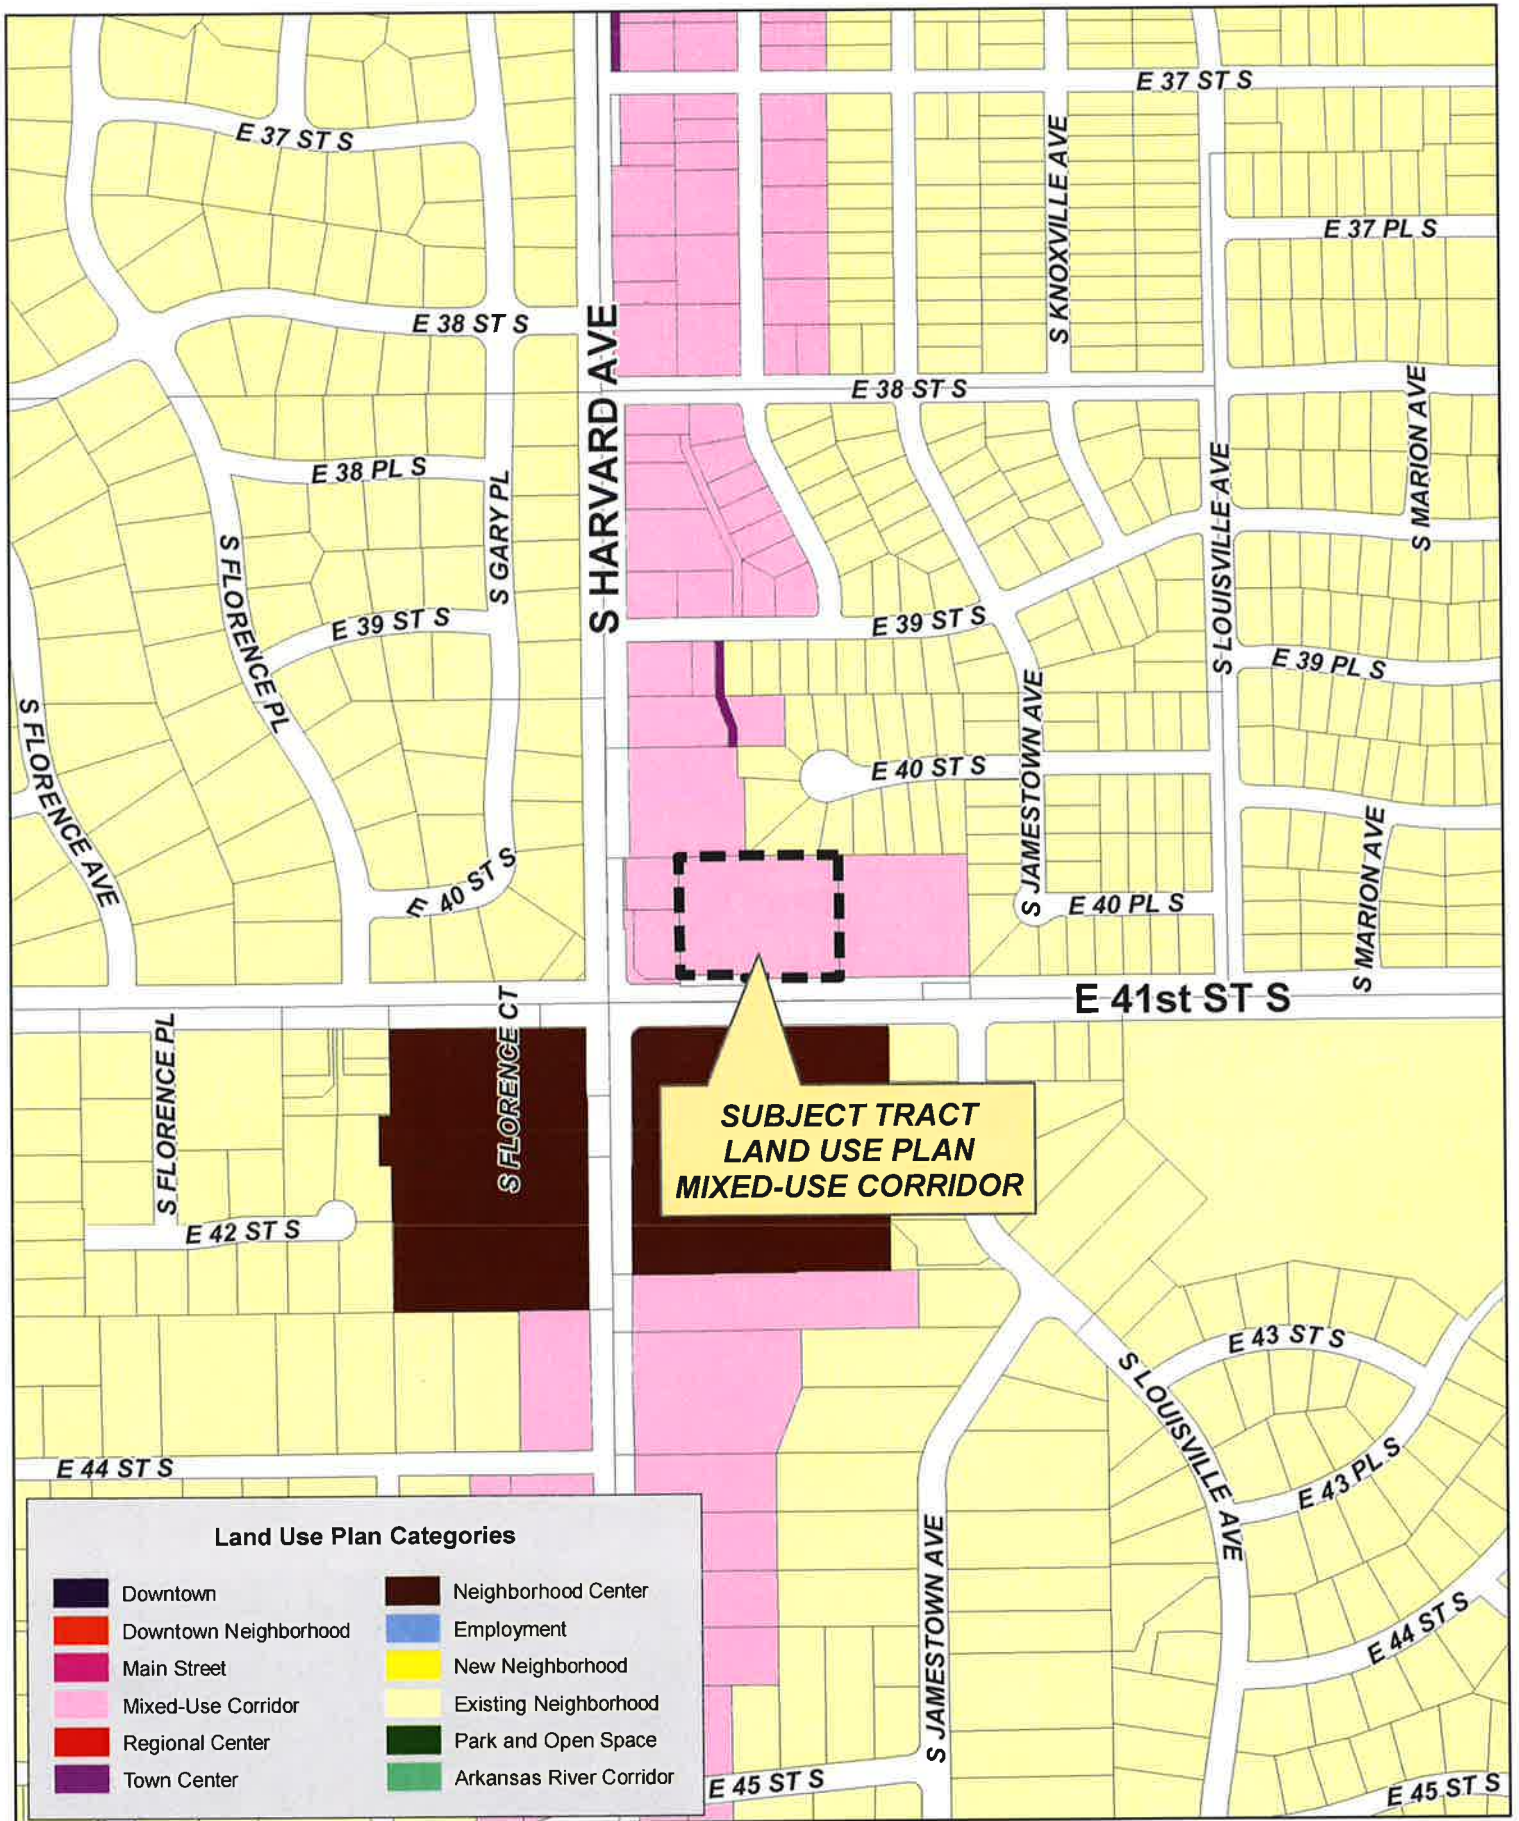 E 37 ST S
E 37 ST S
S KNOXVILLE AVE
E 37 PL S
E 38 ST S
S HARVARD AVE
E 38 ST S
S MARION AVE
E 38 PL S
S GARY PL
S LOUISVILLE AVE
S FLORENCE PL
E 39 ST S
E 39 ST S
E 39 PL S
S FLORENCE AVE
S JAMESTOWN AVE
E 40 ST S
E 40 ST S
S MARION AVE
E 40 PL S
E 41st ST S
S FLORENCE PL
S FLORENCE CT
SUBJECT TRACT
LAND USE PLAN
MIXED-USE CORRIDOR
E 42 ST S
E 43 ST S
S LOUISVILLE AVE
E 43 PL S
E 44 ST S
E 44 ST S
S JAMESTOWN AVE
E 45 ST S
E 45 ST S
Land Use Plan Categories
Downtown
Downtown Neighborhood
Main Street
Mixed-Use Corridor
Regional Center
Town Center
Neighborhood Center
Employment
New Neighborhood
Existing Neighborhood
Park and Open Space
Arkansas River Corridor